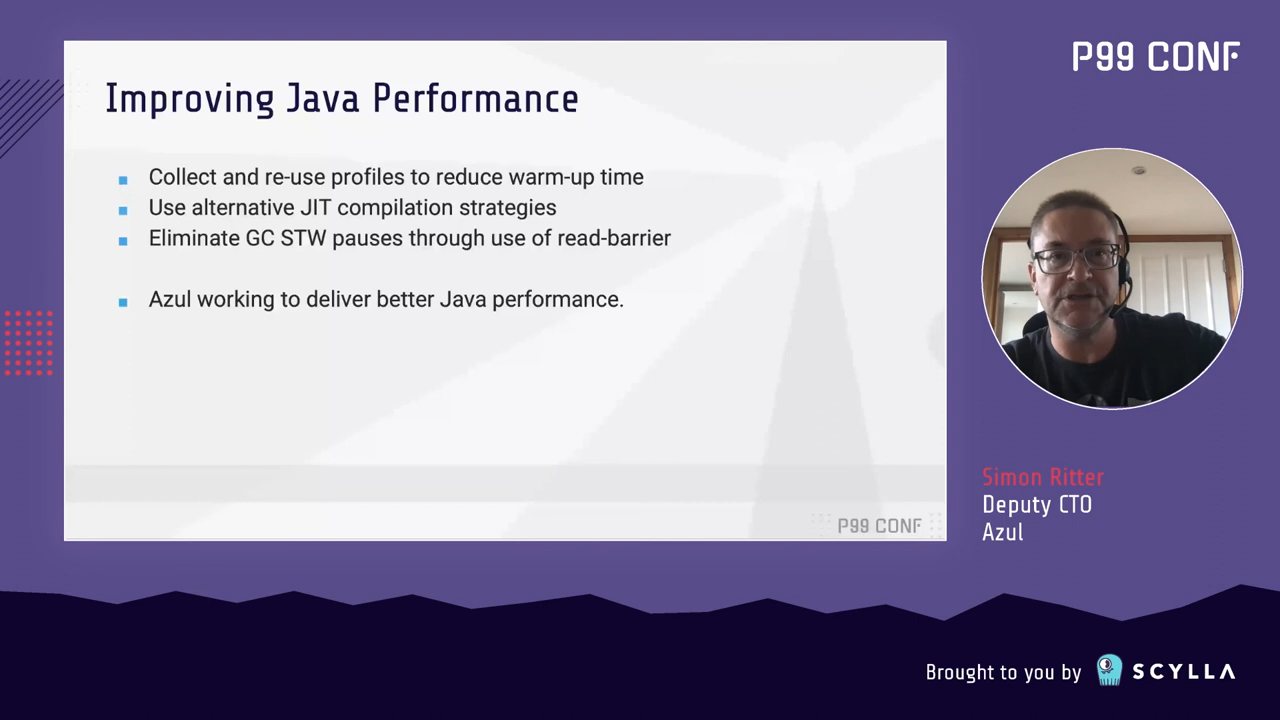 Improving Java Performance
Collect and re-use profiles to reduce warm-up time
Use alternative JIT compilation strategies
Eliminate GC STW pauses through use of read-barrier
Azul working to deliver better Java performance.
P99 CONF
P99 CONF
Simon Ritter
Deputy CTO
Azul
Brought to you by SCYLLA